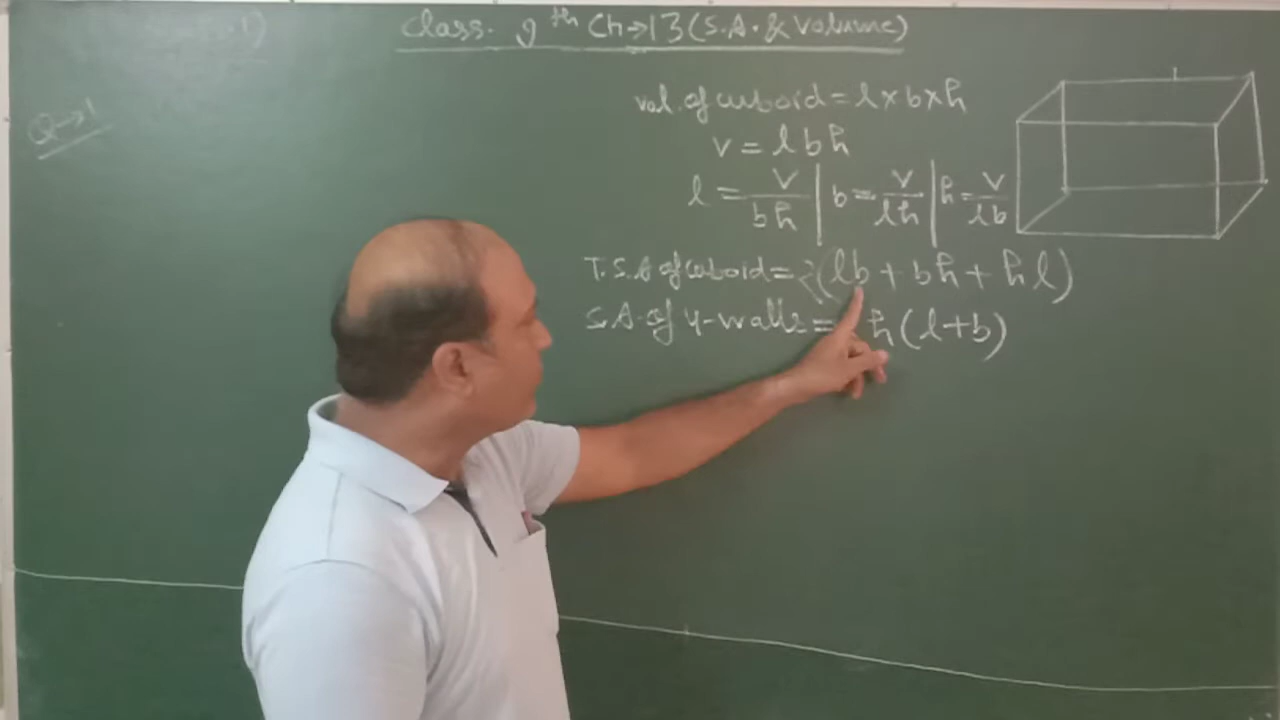 Class. 9th Ch→13 (S.A. & Volume)
Q→1
vol. of cuboid = l×b×h
v = l b h
l = v/bh | b = v/lh | h = v/lb
T.S.A of cuboid = 2(lb + bh + hl)
S.A. of 4-walls = h(l+b)